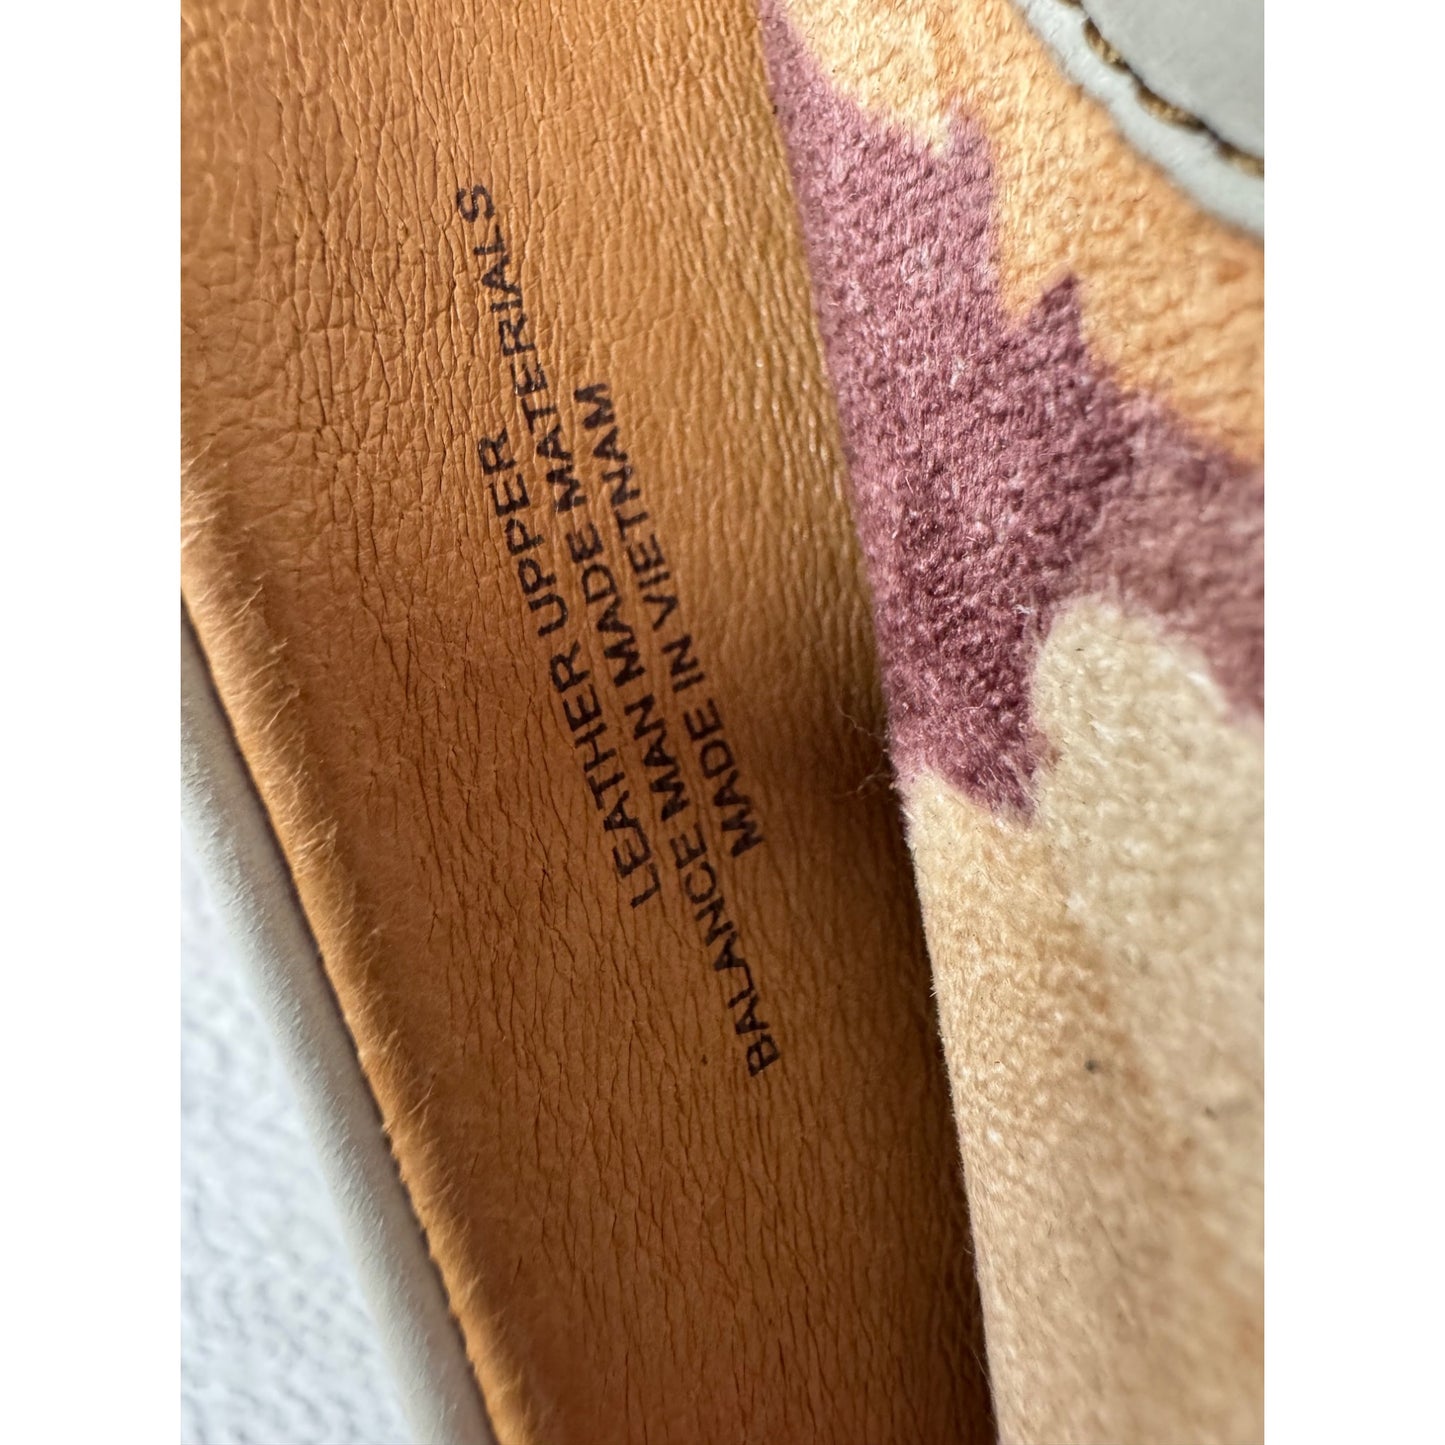 LEATHER UPPER
BALANCE MAN MADE MATERIALS
MADE IN VIETNAM